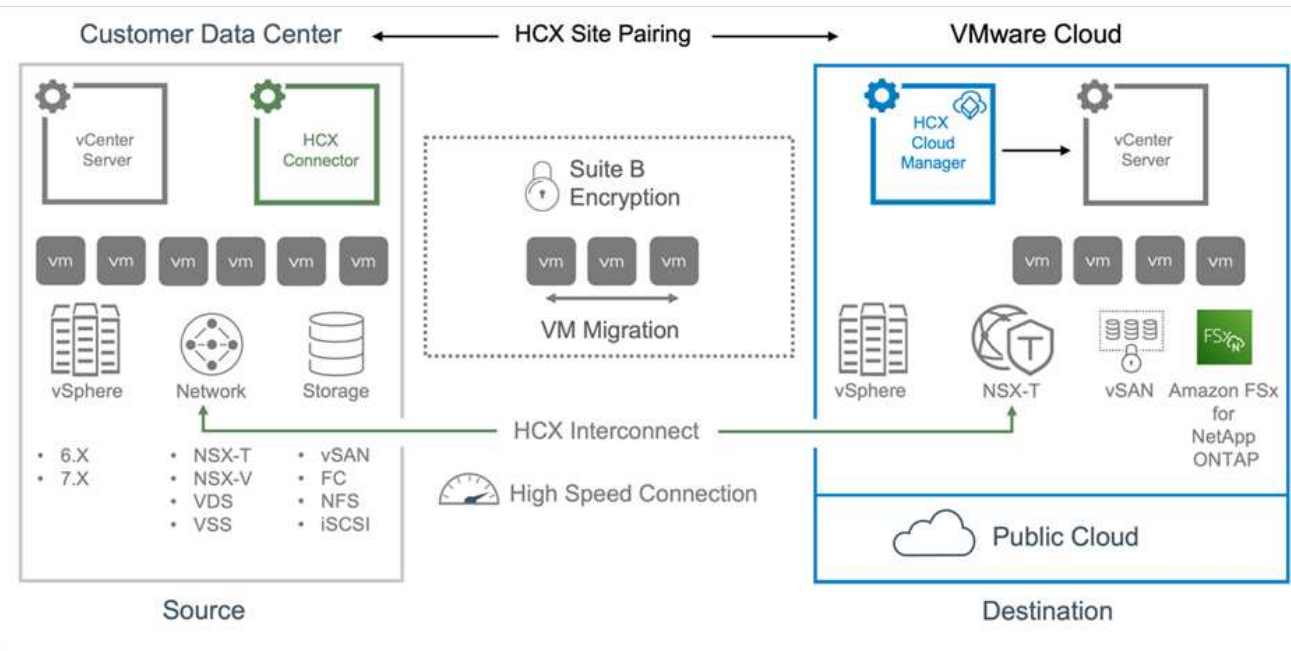 Customer Data Center
HCX Site Pairing
VMware Cloud
vCenter
Server
HCX
Connector
Suite B
Encryption
HCX
Cloud
Manager
vCenter
Server
vm
vm
vm
vm
vm
vm
vm
vm
vm
vm
vm
vm
vm
VM Migration
vSphere
Network
Storage
T
FSx
N
vSphere
NSX-T
vSAN
Amazon FSx
for
NetApp
ONTAP
HCX Interconnect
• 6.X
• 7.X
• NSX-T
• NSX-V
• VDS
• VSS
• vSAN
• FC
• NFS
• iSCSI
High Speed Connection
Public Cloud
Source
Destination